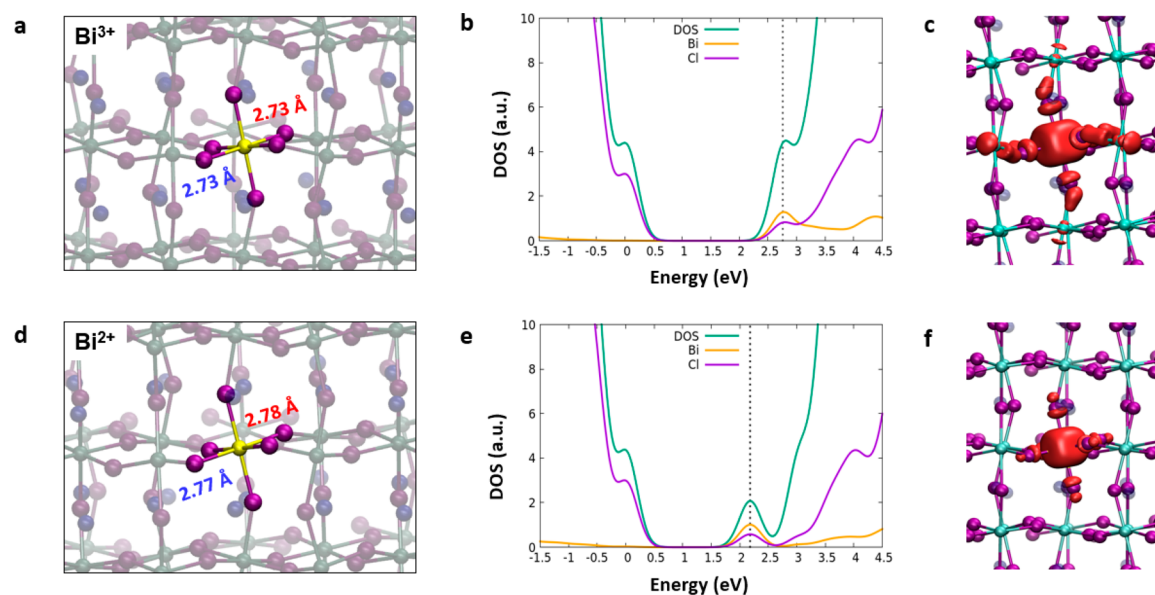 a
Bi3+
2.73 Å
2.73 Å
b
DOS (a.u.)
10
8
6
4
2
0
DOS
Bi
Cl
-1.5 -1 -0.5 0 0.5 1 1.5 2 2.5 3 3.5 4 4.5
Energy (eV)
c
d
Bi2+
2.78 Å
2.77 Å
e
DOS (a.u.)
10
8
6
4
2
0
DOS
Bi
Cl
-1.5 -1 -0.5 0 0.5 1 1.5 2 2.5 3 3.5 4 4.5
Energy (eV)
f